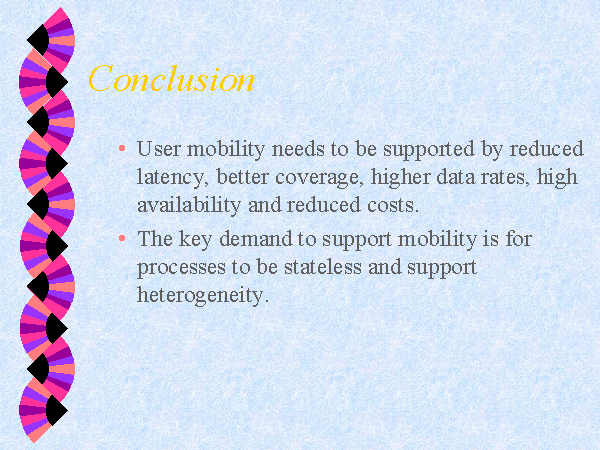 Conclusion
• User mobility needs to be supported by reduced
latency, better coverage, higher data rates, high
availability and reduced costs.
• The key demand to support mobility is for
processes to be stateless and support
heterogeneity.